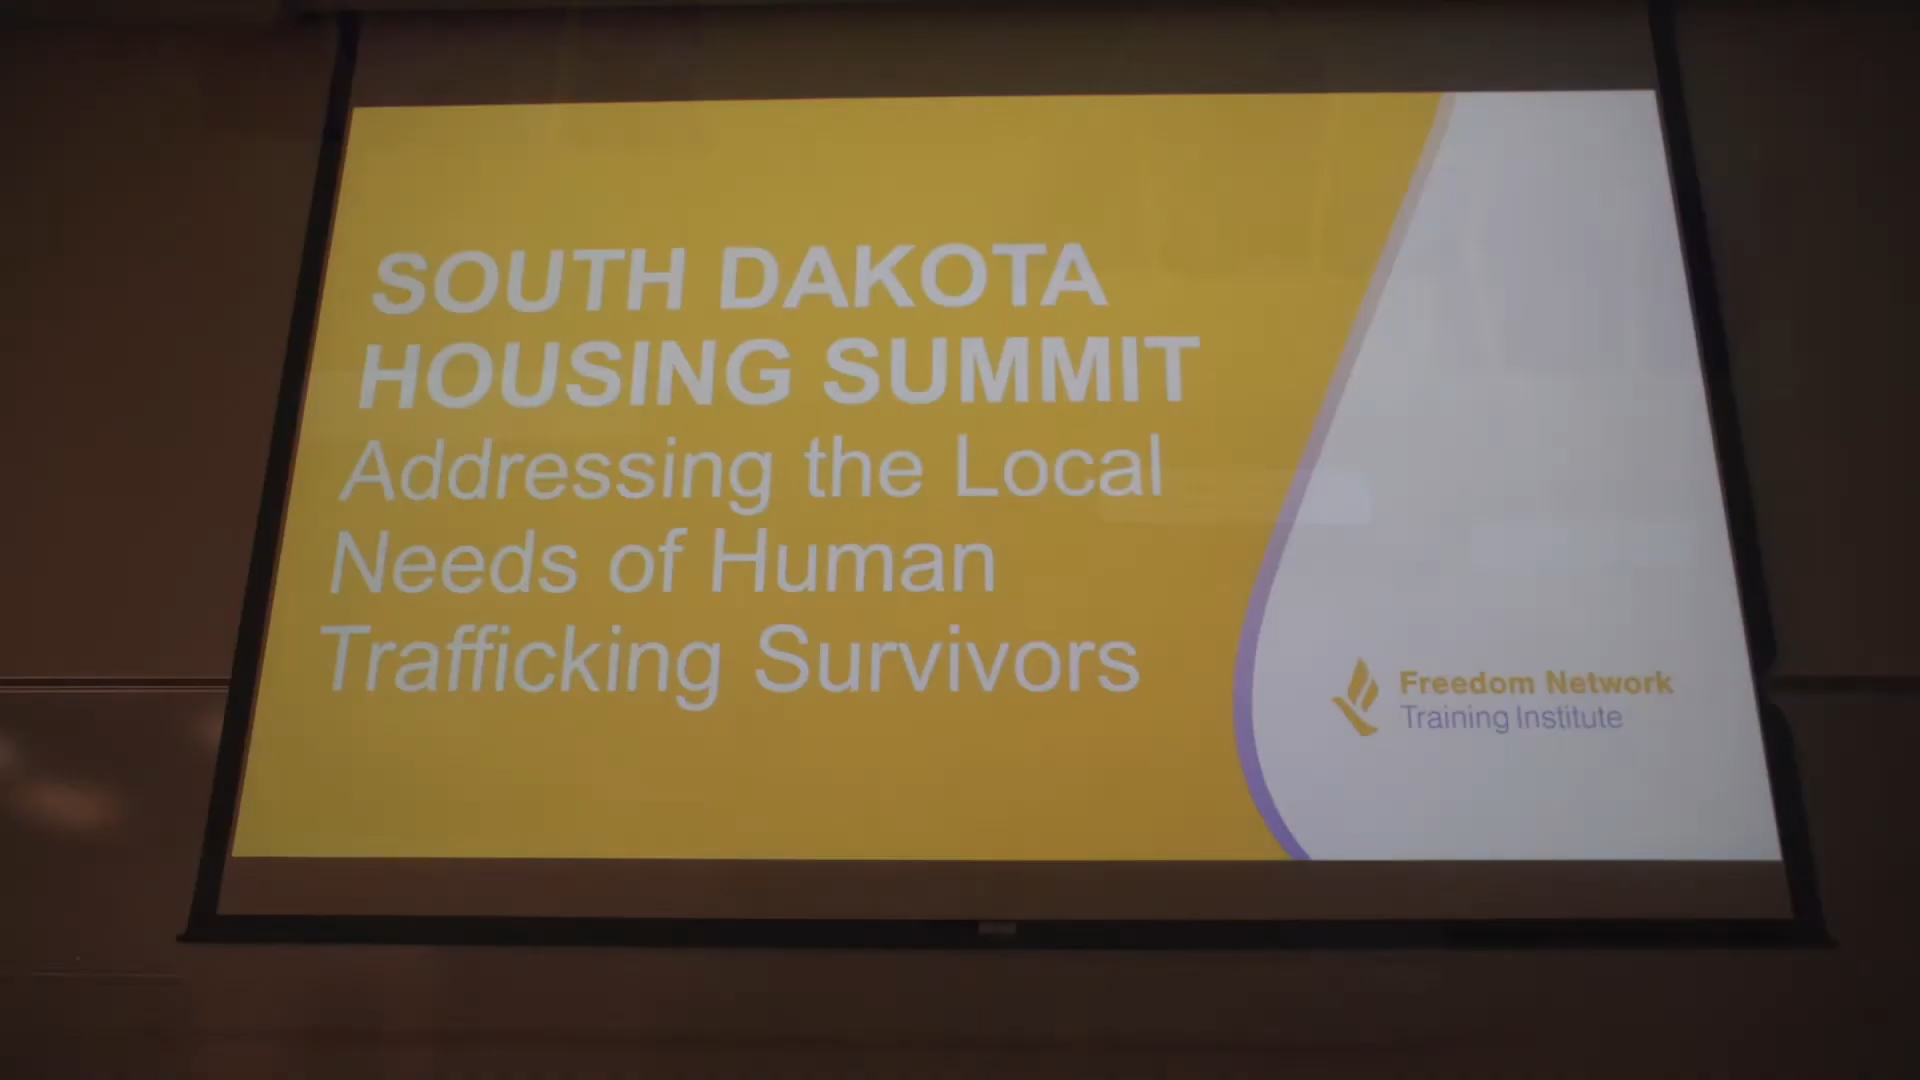 SOUTH DAKOTA
HOUSING SUMMIT
Addressing the Local
Needs of Human
Trafficking Survivors
Freedom Network
Training Institute